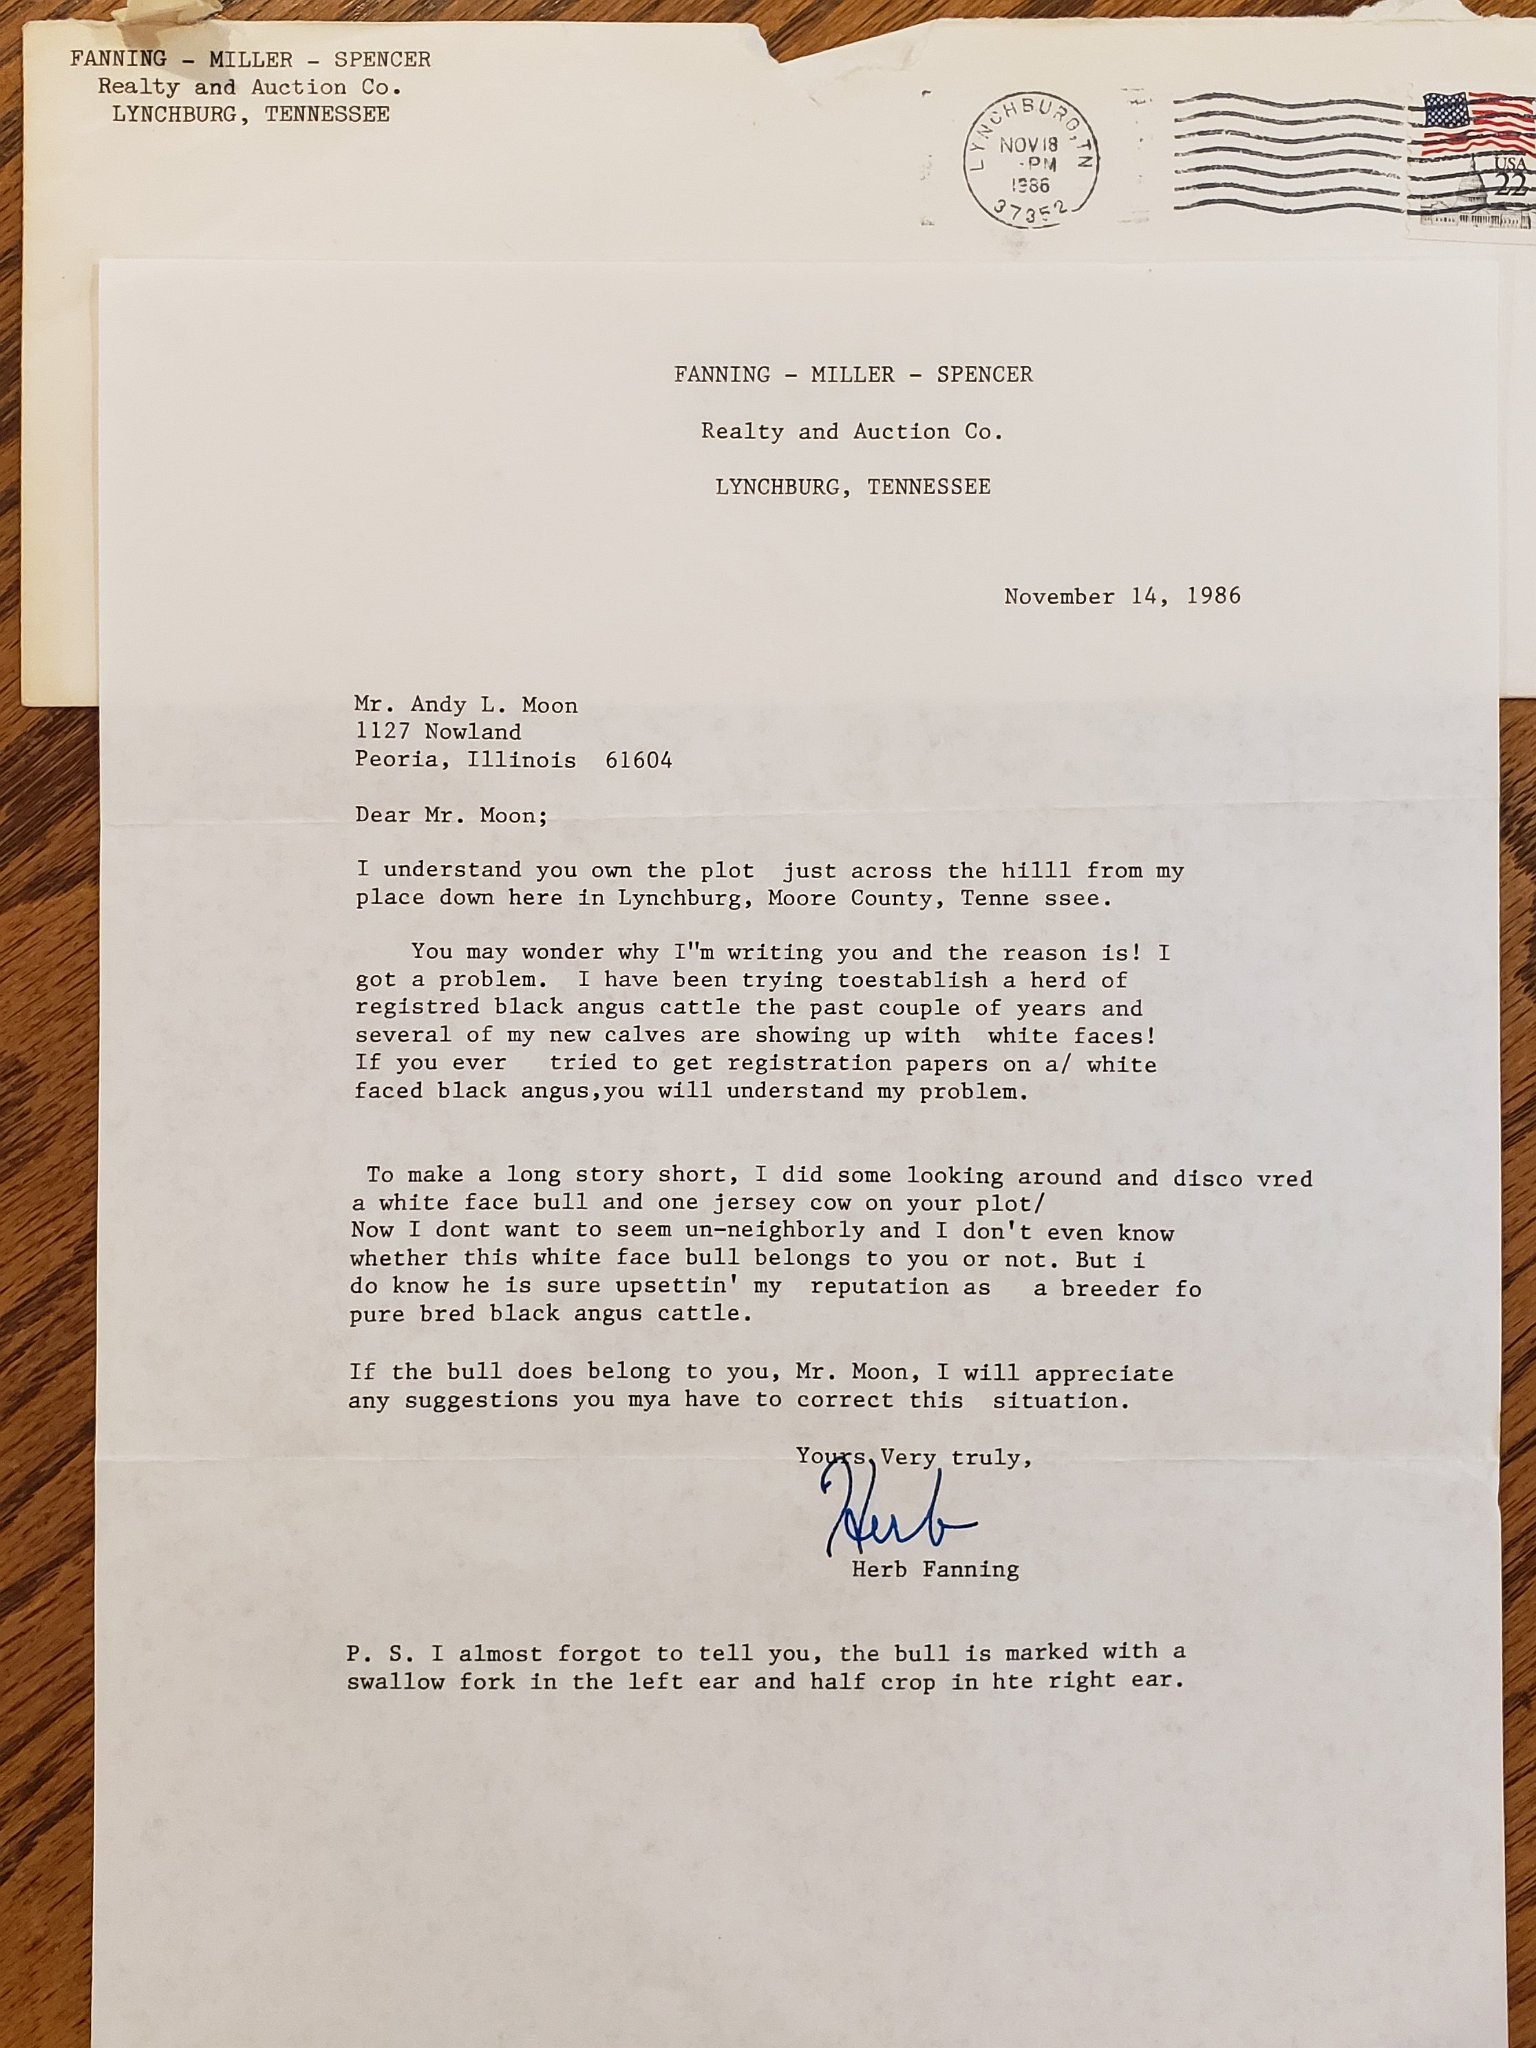 FANNING - MILLER - SPENCER
Realty and Auction Co.
LYNCHBURG, TENNESSEE
LYNCHBURG, TN
NOV 18
-PM
1986
37352
USA
22
FANNING - MILLER - SPENCER
Realty and Auction Co.
LYNCHBURG, TENNESSEE
November 14, 1986
Mr. Andy L. Moon
1127 Nowland
Peoria, Illinois  61604
Dear Mr. Moon;
I understand you own the plot  just across the hilll from my
place down here in Lynchburg, Moore County, Tenne ssee.
You may wonder why I"m writing you and the reason is! I
got a problem.  I have been trying toestablish a herd of
registred black angus cattle the past couple of years and
several of my new calves are showing up with  white faces!
If you ever   tried to get registration papers on a/ white
faced black angus,you will understand my problem.
To make a long story short, I did some looking around and disco vred
a white face bull and one jersey cow on your plot/
Now I dont want to seem un-neighborly and I don't even know
whether this white face bull belongs to you or not. But i
do know he is sure upsettin' my  reputation as   a breeder fo
pure bred black angus cattle.
If the bull does belong to you, Mr. Moon, I will appreciate
any suggestions you mya have to correct this  situation.
Yours Very truly,
Herb
Herb Fanning
P. S. I almost forgot to tell you, the bull is marked with a
swallow fork in the left ear and half crop in hte right ear.